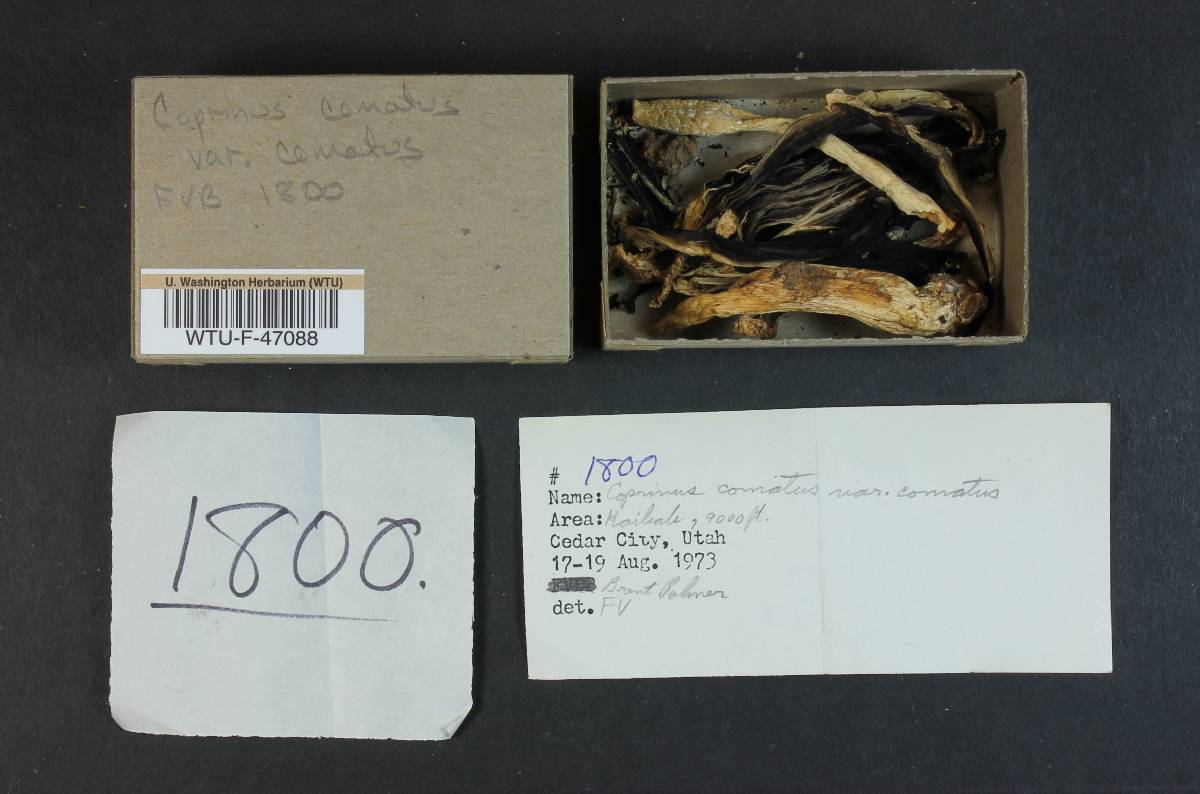 Coprinus comatus
var. comatus
FVB 1800
U. Washington Herbarium (WTU)
WTU-F-47088
1800.
# 1800
Name: Coprinus comatus var. comatus
Area: , 9000 ft.
Cedar City, Utah
17-19 Aug. 1973
Brent Palmer
det. FV